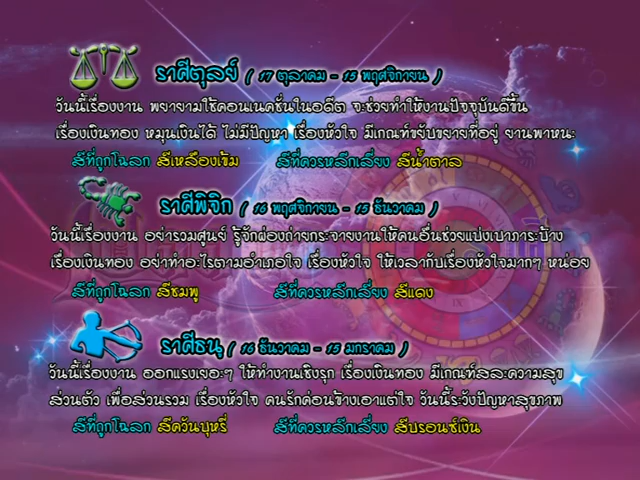 ราศีตุลย์ ( 17 ตุลาคม - 15 พฤศจิกายน )
วันนี้เรื่องงาน พยายามใช้คอนเนคชั่นในอดีต จะช่วยทำให้งานปัจจุบันดีขึ้น
เรื่องเงินทอง หมุนเงินได้ ไม่มีปัญหา เรื่องหัวใจ มีเกณฑ์ขยับขยายที่อยู่ ยานพาหนะ
สีที่ถูกโฉลก สีเหลืองเข้ม สีที่ควรหลีกเลี่ยง สีน้ำตาล
ราศีพิจิก ( 16 พฤศจิกายน - 15 ธันวาคม )
วันนี้เรื่องงาน อย่ารวมศูนย์ รู้จักผ่องถ่ายกระจายงานให้คนอื่นช่วยแบ่งเบาภาระบ้าง
เรื่องเงินทอง อย่าทำอะไรตามอำเภอใจ เรื่องหัวใจ ให้เวลากับเรื่องหัวใจมากๆ หน่อย
สีที่ถูกโฉลก สีชมพู สีที่ควรหลีกเลี่ยง สีแดง
ราศีธนู ( 16 ธันวาคม - 15 มกราคม )
วันนี้เรื่องงาน ออกแรงเยอะๆ ให้ทำงานเชิงรุก เรื่องเงินทอง มีเกณฑ์สละความสุข
ส่วนตัว เพื่อส่วนรวม เรื่องหัวใจ คนรักค่อนข้างเอาแต่ใจ วันนี้ระวังปัญหาสุขภาพ
สีที่ถูกโฉลก สีควันบุหรี่ สีที่ควรหลีกเลี่ยง สีบรอนซ์เงิน